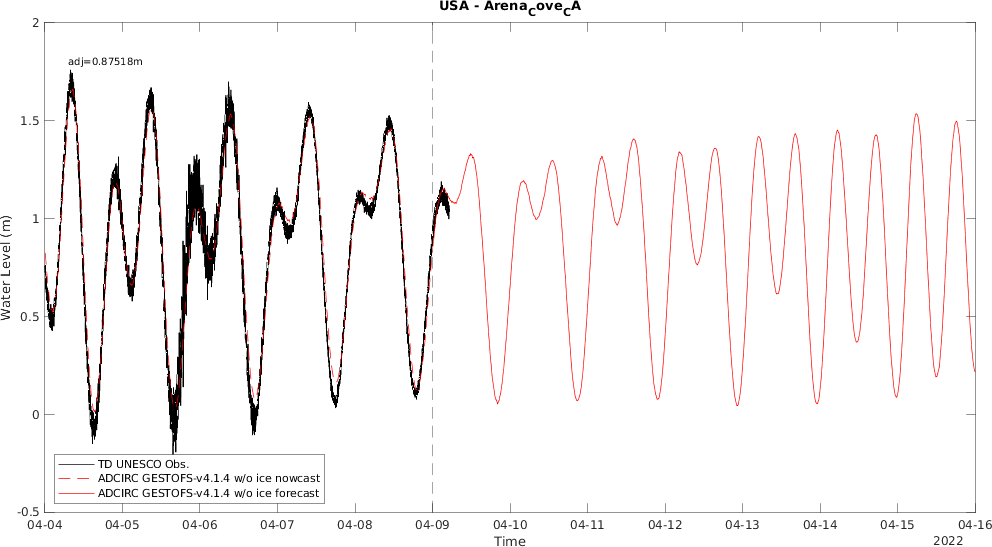 USA - Arena_Cove_CA
adj=0.87518m
2
1.5
1
0.5
0
-0.5
Water Level (m)
TD UNESCO Obs.
ADCIRC GESTOFS-v4.1.4 w/o ice nowcast
ADCIRC GESTOFS-v4.1.4 w/o ice forecast
04-04 04-05 04-06 04-07 04-08 04-09 04-10 04-11 04-12 04-13 04-14 04-15 04-16
Time
2022